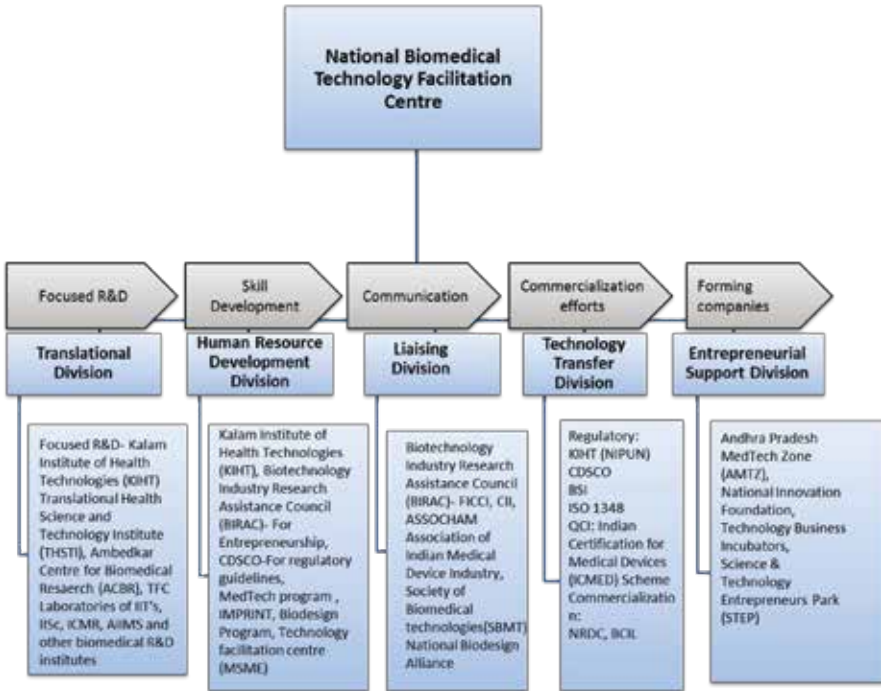 National Biomedical
Technology Facilitation
Centre
Focused R&D
Skill
Development
Communication
Commercialization
efforts
Forming
companies
Translational
Division
Human Resource
Development
Division
Liaising
Division
Technology
Transfer
Division
Entrepreneurial
Support Division
Focused R&D- Kalam
Institute of Health
Technologies (KIHT)
Translational Health
Science and
Technology Institute
(THSTI), Ambedkar
Centre for Biomedical
Resaerch (ACBR), TFC
Laboratories of IIT's,
IISc, ICMR, AIIMS and
other biomedical R&D
institutes
Kalam Institute of
Health Technologies
(KIHT), Biotechnology
Industry Research
Assistance Council
(BIRAC)- For
Entrepreneurship,
CDSCO-For regulatory
guidelines,
MedTech program ,
IMPRINT, Biodesign
Program, Technology
facilitation centre
(MSME)
Biotechnology
Industry Research
Assistance Council
(BIRAC)- FICCI, CII,
ASSOCHAM
Association of
Indian Medical
Device Industry,
Society of
Biomedical
technologies(SBMT)
National Biodesign
Alliance
Regulatory:
KIHT (NIPUN)
CDSCO
BSI
ISO 1348
QCI: Indian
Certification for
Medical Devices
(ICMED) Scheme
Commercializatio
n:
NRDC, BCIL
Andhra Pradesh
MedTech Zone
(AMTZ),
National Innovation
Foundation,
Technology Business
Incubators,
Science &
Technology
Entrepreneurs Park
(STEP)